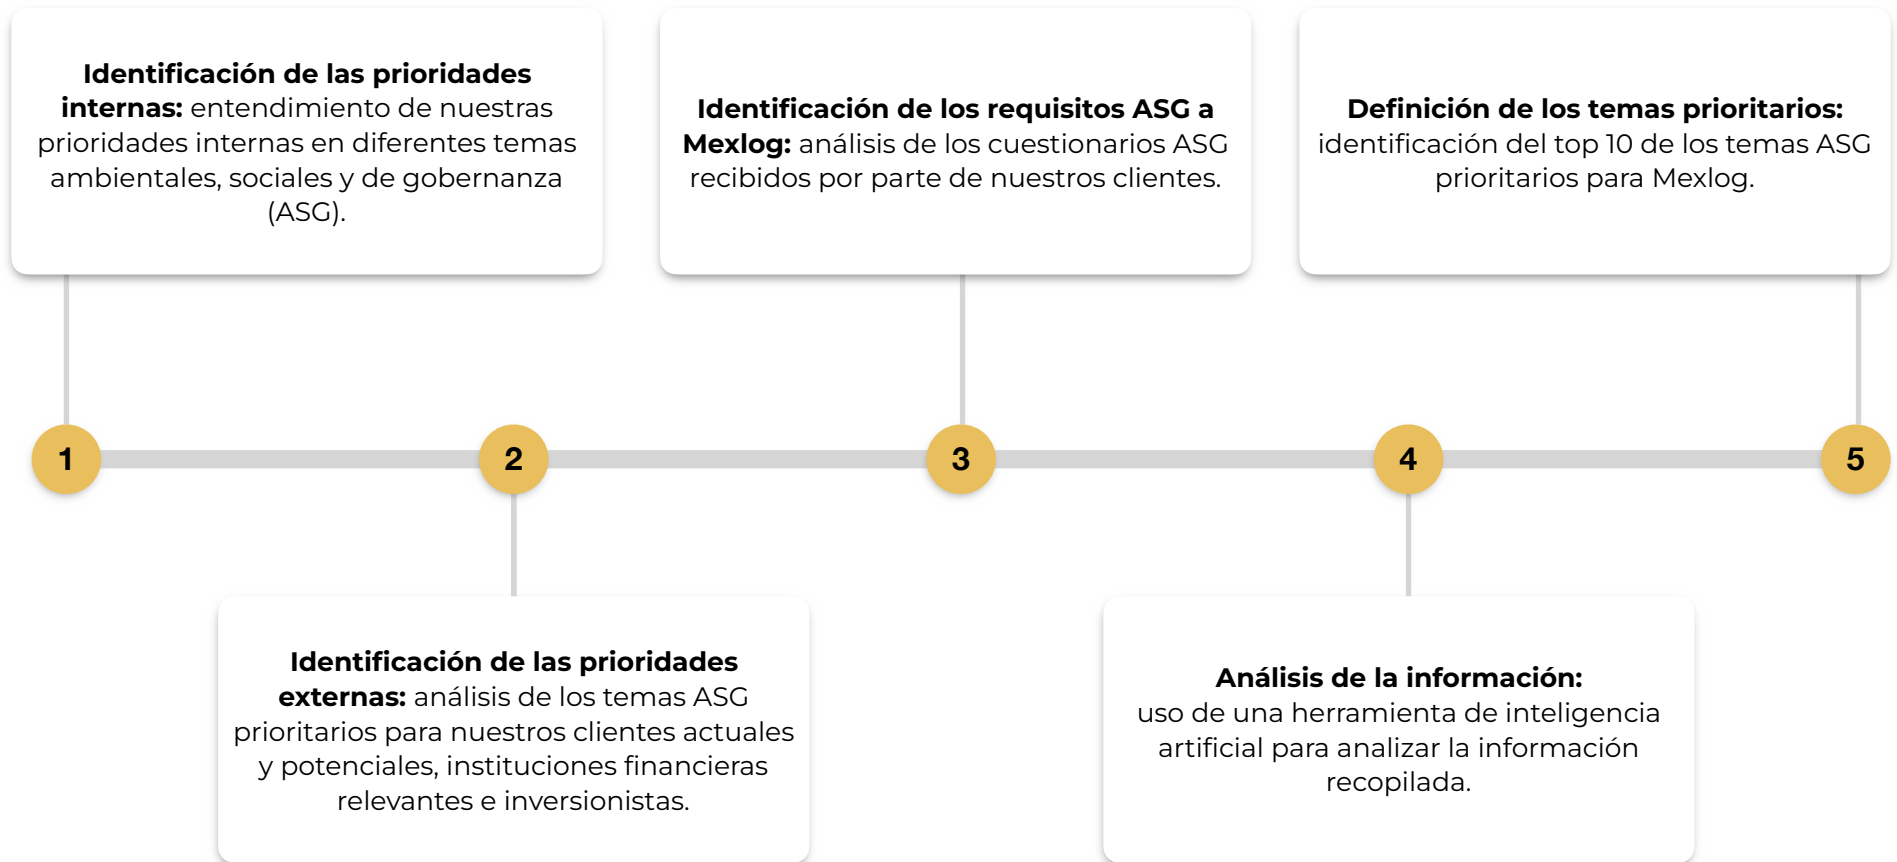 Identificación de las prioridades
internas: entendimiento de nuestras
prioridades internas en diferentes temas
ambientales, sociales y de gobernanza
(ASG).
Identificación de los requisitos ASG a
Mexlog: análisis de los cuestionarios ASG
recibidos por parte de nuestros clientes.
Definición de los temas prioritarios:
identificación del top 10 de los temas ASG
prioritarios para Mexlog.
1
2
3
4
5
Identificación de las prioridades
externas: análisis de los temas ASG
prioritarios para nuestros clientes actuales
y potenciales, instituciones financieras
relevantes e inversionistas.
Análisis de la información:
uso de una herramienta de inteligencia
artificial para analizar la información
recopilada.